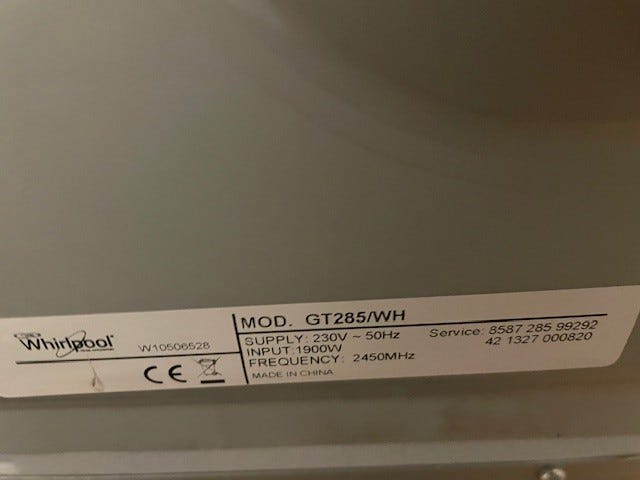 Whirlpool
W10506528
MOD. GT285/WH
SUPPLY: 230V ~ 50Hz
INPUT:1900W
FREQUENCY: 2450MHz
MADE IN CHINA
Service: 8587 285 99292
42 1327 000820
CE